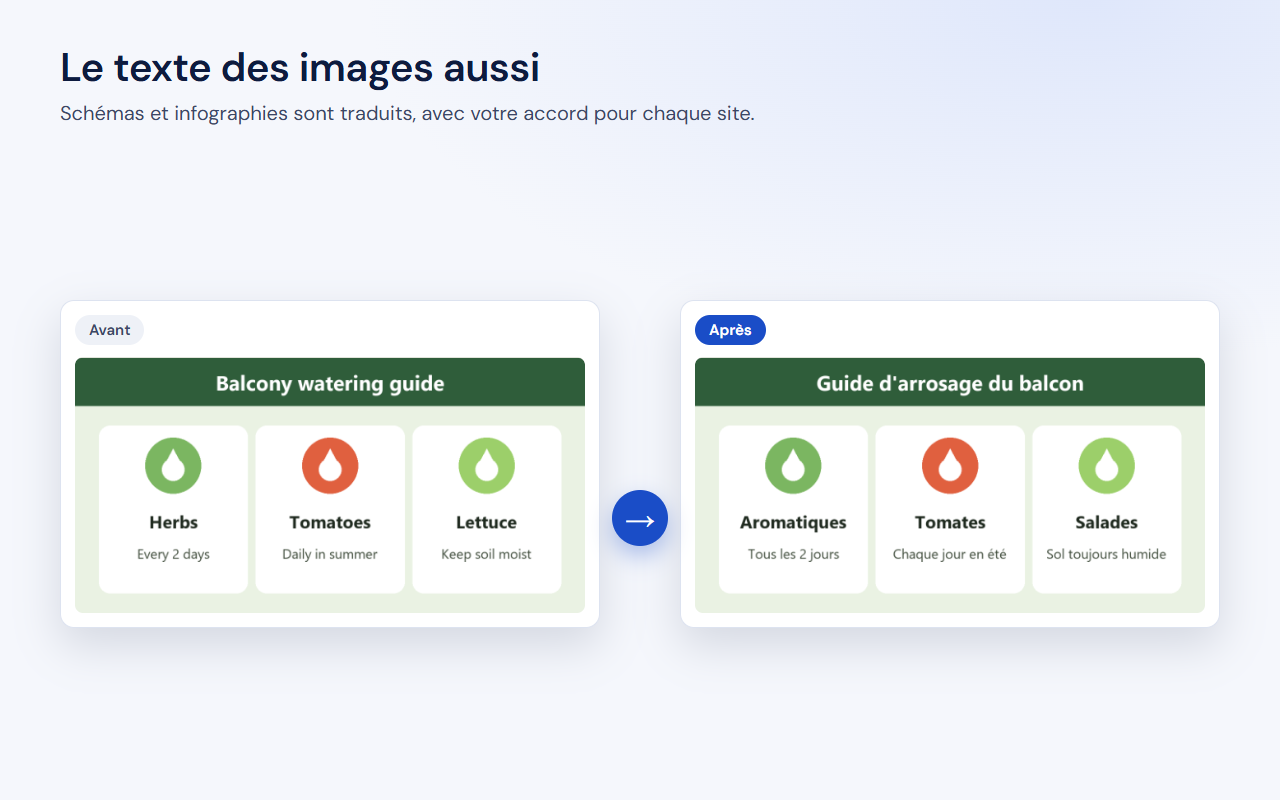 Le texte des images aussi
Schémas et infographies sont traduits, avec votre accord pour chaque site.
Avant
Balcony watering guide
Herbs
Every 2 days
Tomatoes
Daily in summer
Lettuce
Keep soil moist
→
Après
Guide d'arrosage du balcon
Aromatiques
Tous les 2 jours
Tomates
Chaque jour en été
Salades
Sol toujours humide